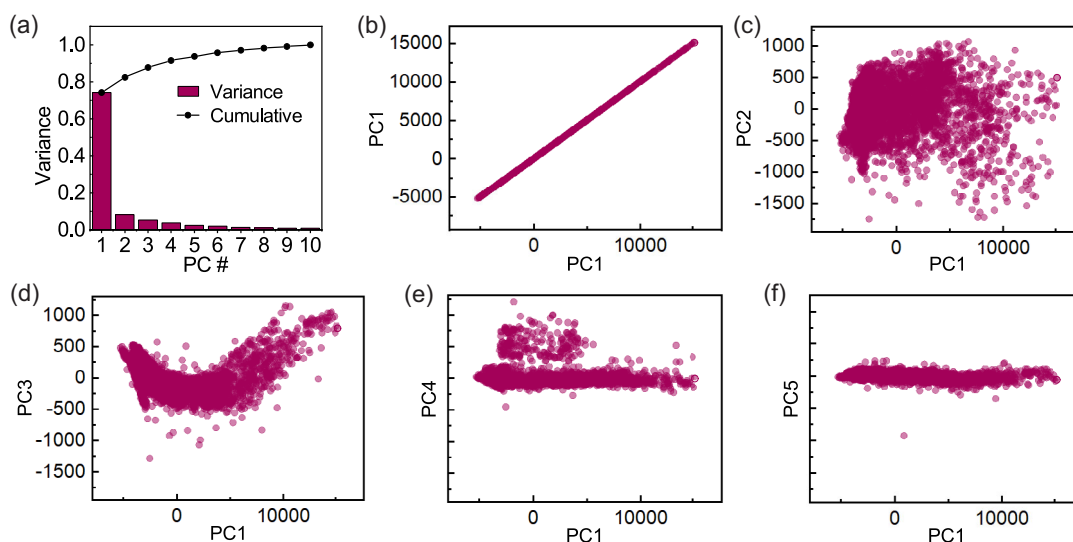 (a)
1.0
0.8
0.6
0.4
0.2
0.0
Variance
Variance
Cumulative
1 2 3 4 5 6 7 8 9 10
PC #
(b)
15000
10000
5000
0
-5000
PC1
0 10000
PC1
(c)
1000
500
0
-500
-1000
-1500
PC2
0 10000
PC1
(d)
1000
500
0
-500
-1000
-1500
PC3
0 10000
PC1
(e)
PC4
0 10000
PC1
(f)
PC5
0 10000
PC1